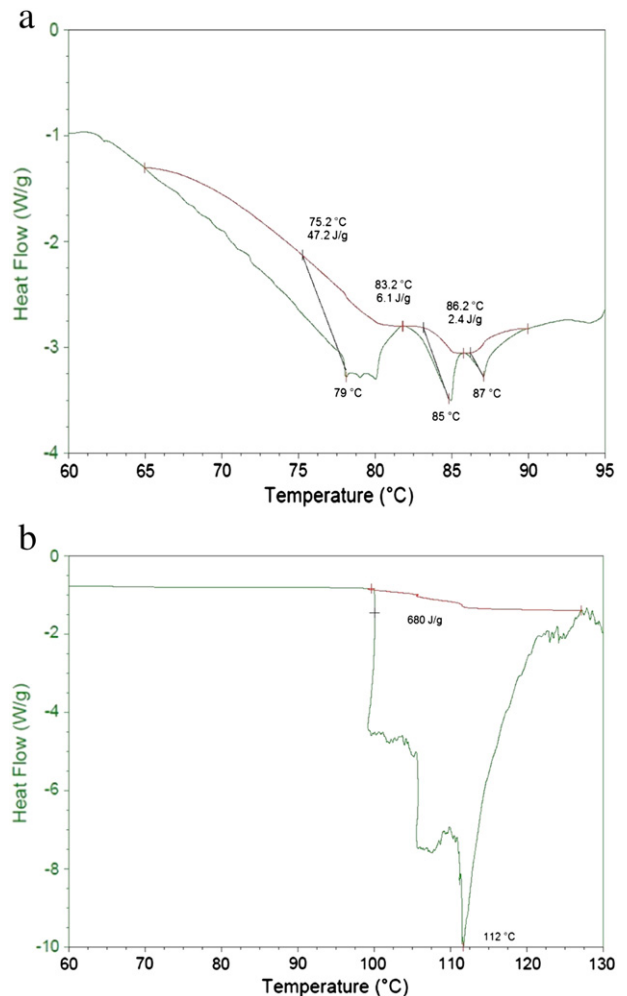 a
0
-1
-2
-3
-4
Heat Flow (W/g)
75.2 °C
47.2 J/g
83.2 °C
6.1 J/g
86.2 °C
2.4 J/g
79 °C
85 °C
87 °C
60 65 70 75 80 85 90 95
Temperature (°C)
b
0
-2
-4
-6
-8
-10
Heat Flow (W/g)
680 J/g
112 °C
60 70 80 90 100 110 120 130
Temperature (°C)